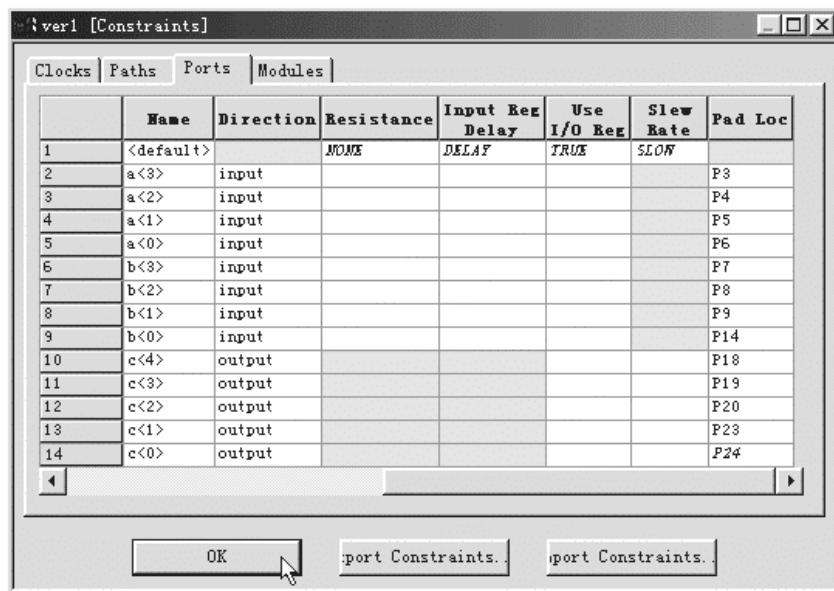 ver1 [Constraints]
Clocks Paths Ports Modules
Name Direction Resistance Input Reg Delay Use I/O Reg Slew Rate Pad Loc
1 <default> NONE DELAY TRUE SLOW
2 a<3> input P3
3 a<2> input P4
4 a<1> input P5
5 a<0> input P6
6 b<3> input P7
7 b<2> input P8
8 b<1> input P9
9 b<0> input P14
10 c<4> output P18
11 c<3> output P19
12 c<2> output P20
13 c<1> output P23
14 c<0> output P24
OK port Constraints.. port Constraints..